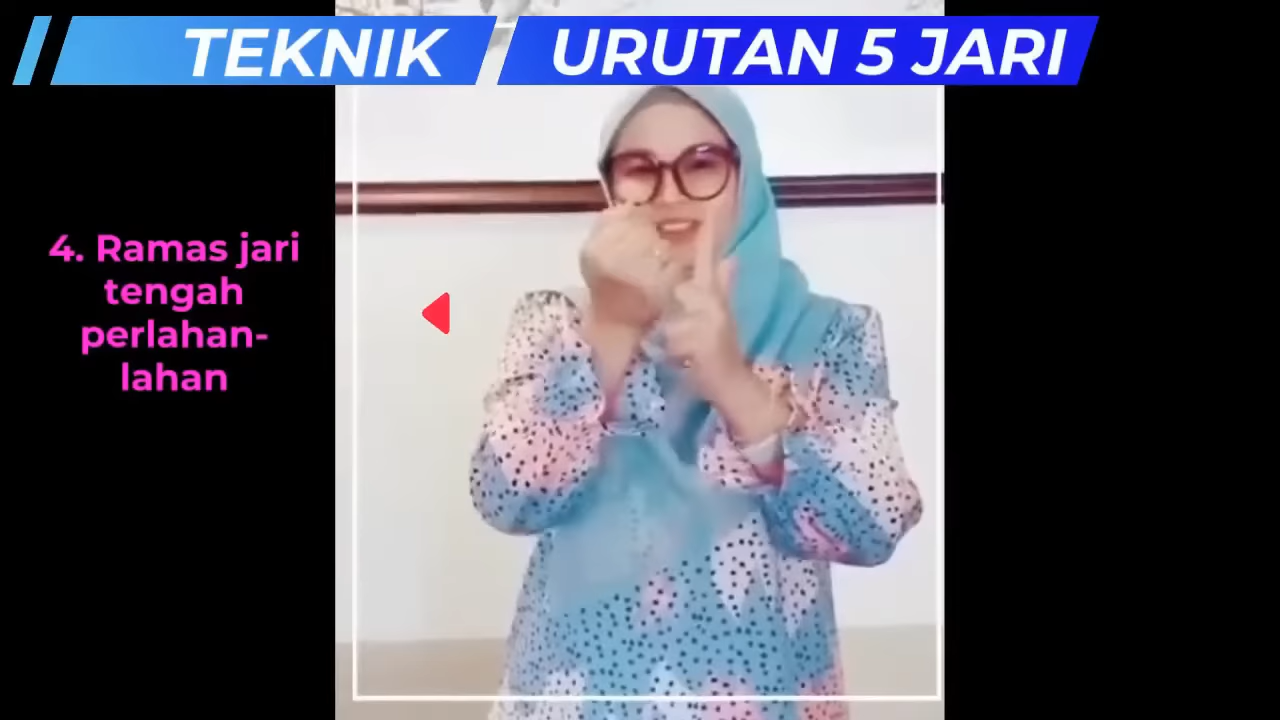 TEKNIK URUTAN 5 JARI
4. Ramas jari
tengah
perlahan-
lahan